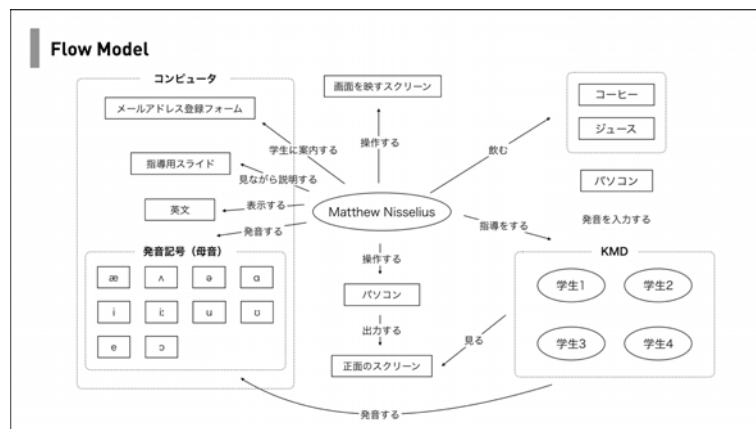 Flow Model
コンピュータ
メールアドレス登録フォーム
指導用スライド
英文
発音記号（母音）
æ ʌ ə ɑ
i i: u ʊ
e ɔ
画面を映すスクリーン
操作する
学生に案内する
見ながら説明する
表示する
発音する
Matthew Nisselius
飲む
コーヒー
ジュース
パソコン
発音を入力する
指導をする
KMD
学生1 学生2
学生3 学生4
操作する
パソコン
出力する
正面のスクリーン
見る
発音する